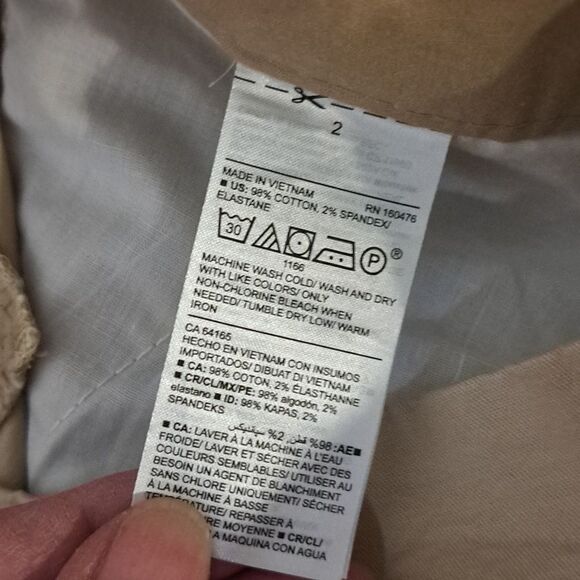 2
MADE IN VIETNAM RN 160476
■ US: 98% COTTON, 2% SPANDEX/
ELASTANE
30 P ®
1166
MACHINE WASH COLD/ WASH AND DRY
WITH LIKE COLORS/ ONLY
NON-CHLORINE BLEACH WHEN
NEEDED/ TUMBLE DRY LOW/ WARM
IRON
CA 64165
HECHO EN VIETNAM CON INSUMOS
IMPORTADOS/ DIBUAT DI VIETNAM
■ CA: 98% COTON, 2% ÉLASTHANNE
■ CR/CL/MX/PE: 98% algodón, 2%
elastano ■ ID: 98% KAPAS, 2%
SPANDEKS
■ AE: 98% قطن, 2% سباندیکس
■ CA: LAVER À LA MACHINE À L'EAU
FROIDE/ LAVER ET SÉCHER AVEC DES
COULEURS SEMBLABLES/ UTILISER AU
BESOIN UN AGENT DE BLANCHIMENT
SANS CHLORE UNIQUEMENT/ SÉCHER
À LA MACHINE À BASSE
TEMPÉRATURE/ REPASSER À
MOYENNE ■ CR/CL/
A MAQUINA CON AGUA